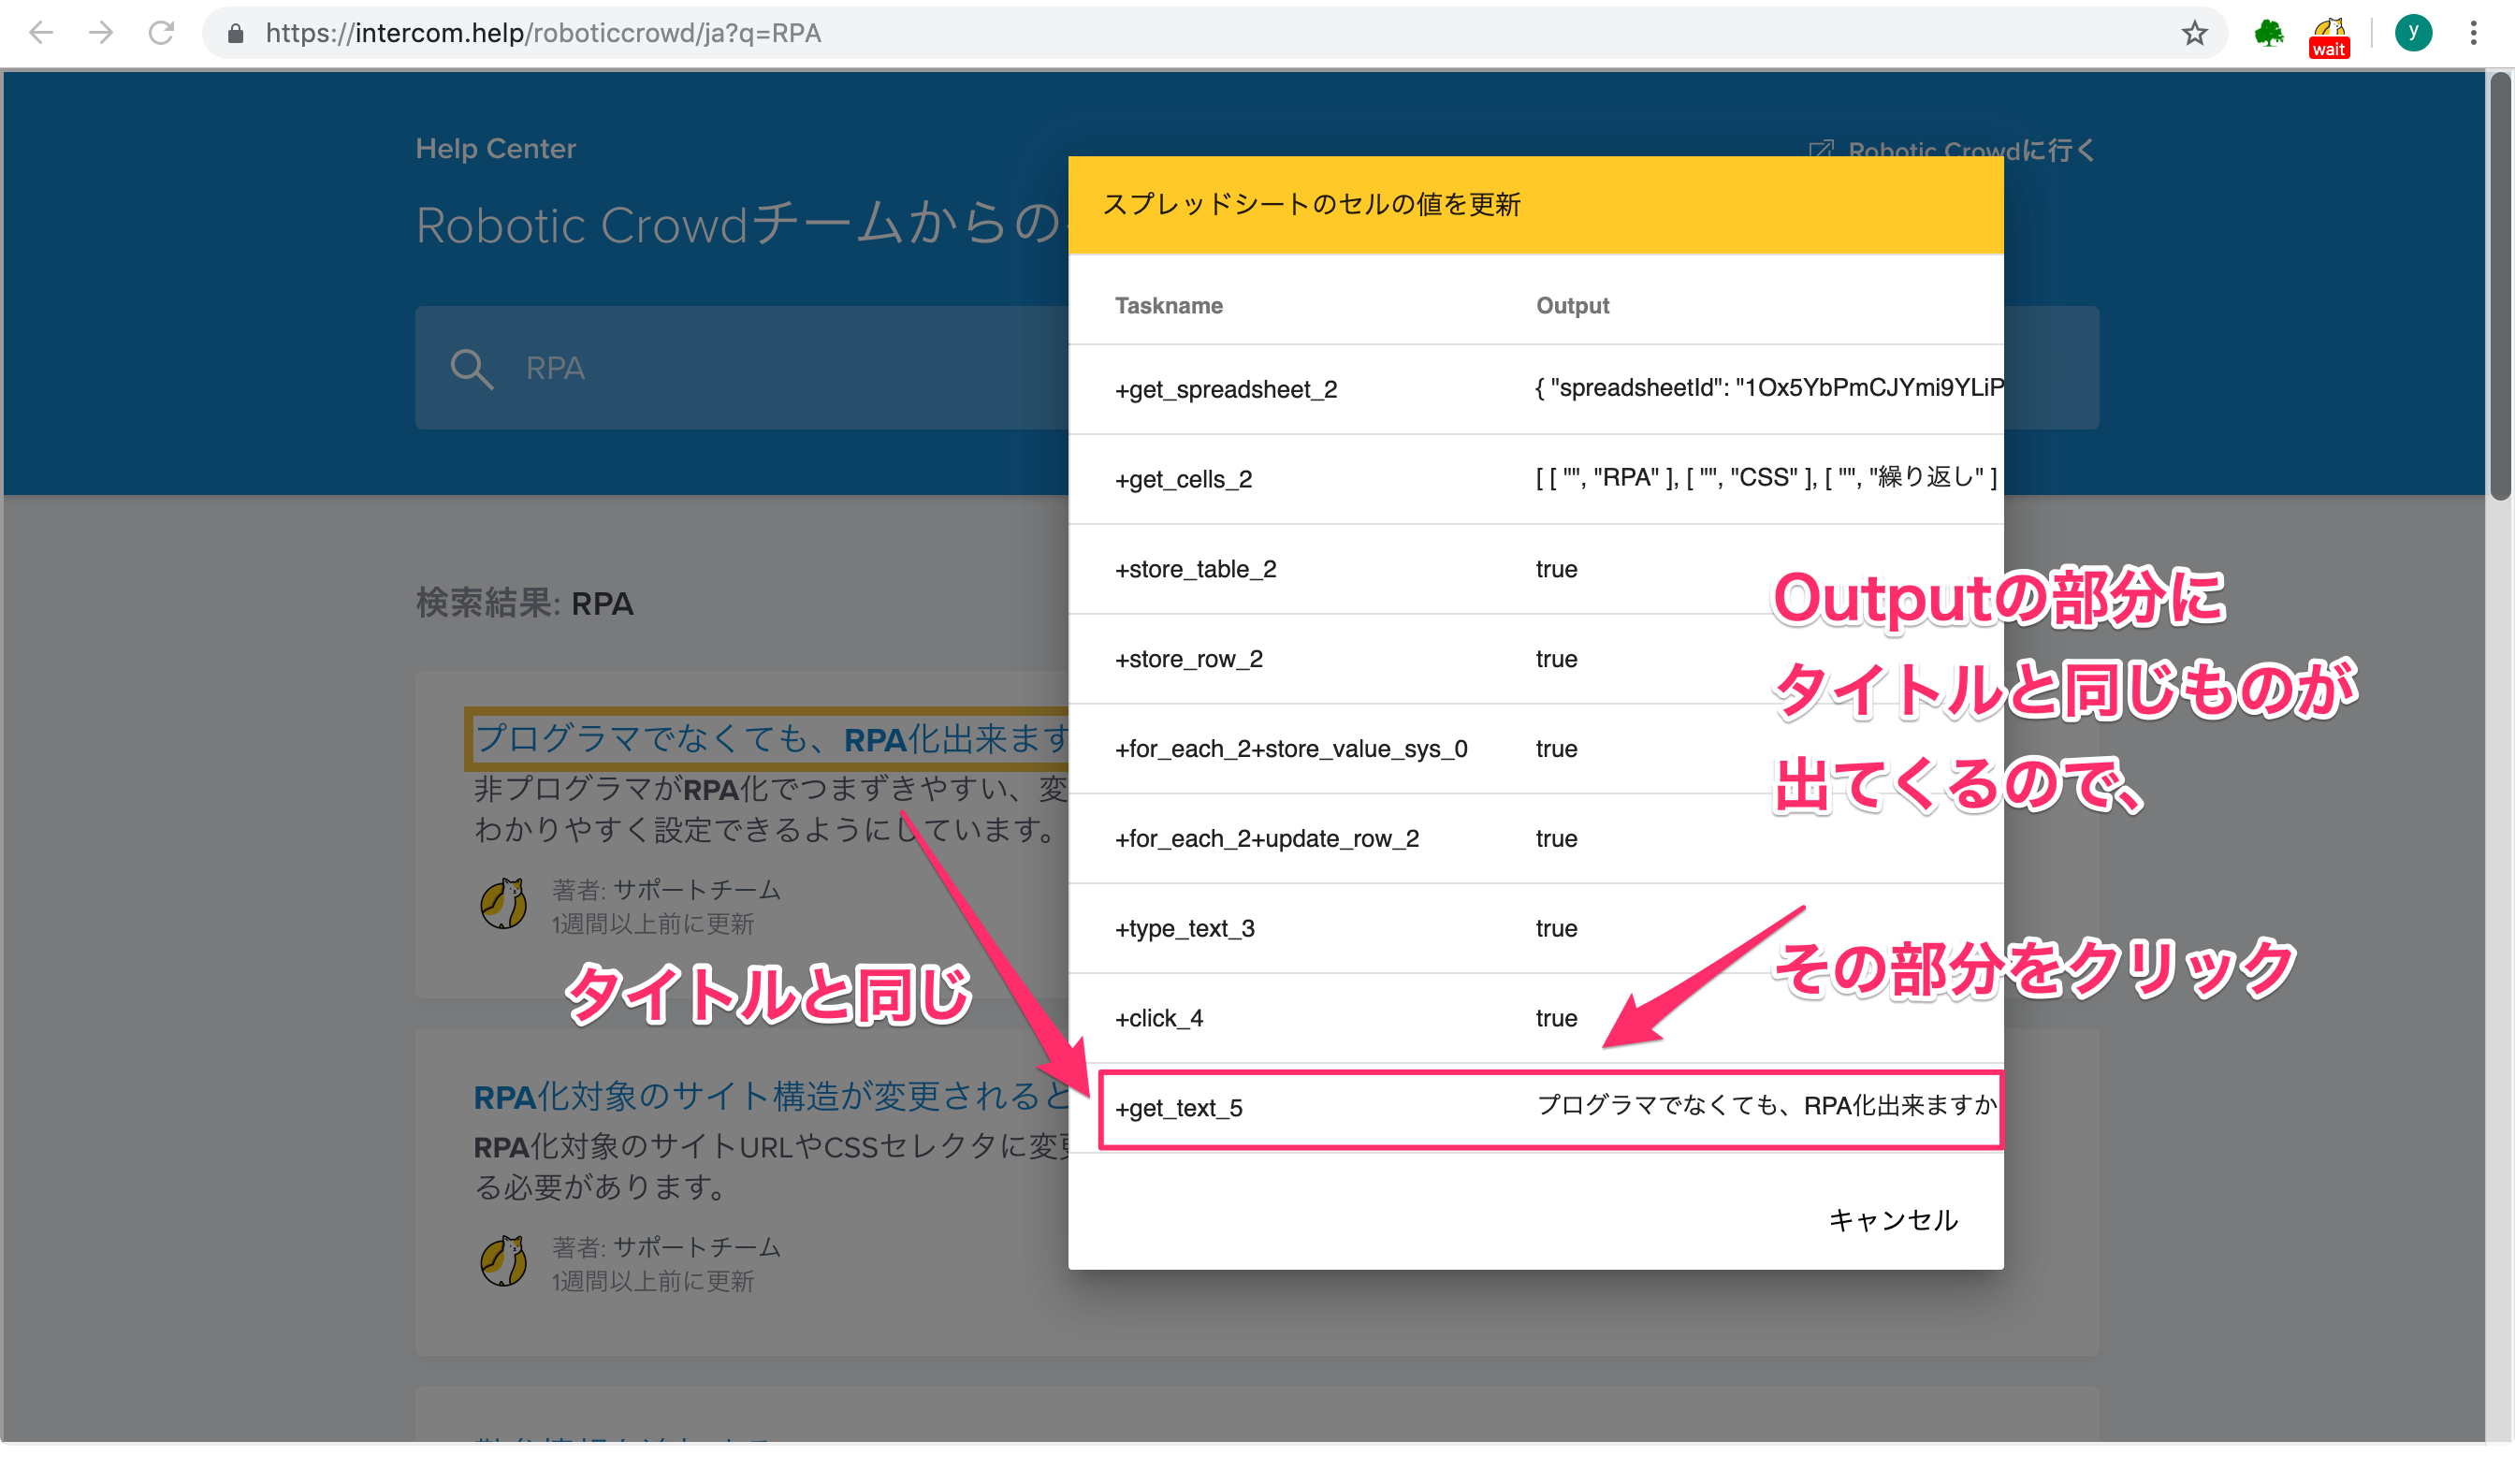 https://intercom.help/roboticcrowd/ja?q=RPA
wait
y
Help Center
Robotic Crowdに行く
Robotic Crowdチームからの
RPA
検索結果: RPA
プログラマでなくても、RPA化出来ます
非プログラマがRPA化でつまずきやすい、変
わかりやすく設定できるようにしています。
著者: サポートチーム
1週間以上前に更新
タイトルと同じ
RPA化対象のサイト構造が変更されると
RPA化対象のサイトURLやCSSセレクタに変更
る必要があります。
著者: サポートチーム
1週間以上前に更新
スプレッドシートのセルの値を更新
Taskname Output
+get_spreadsheet_2 { "spreadsheetId": "1Ox5YbPmCJYmi9YLiP
+get_cells_2 [ [ "", "RPA" ], [ "", "CSS" ], [ "", "繰り返し" ]
+store_table_2 true
+store_row_2 true
+for_each_2+store_value_sys_0 true
+for_each_2+update_row_2 true
+type_text_3 true
+click_4 true
+get_text_5 プログラマでなくても、RPA化出来ますか
キャンセル
Outputの部分に
タイトルと同じものが
出てくるので、
その部分をクリック